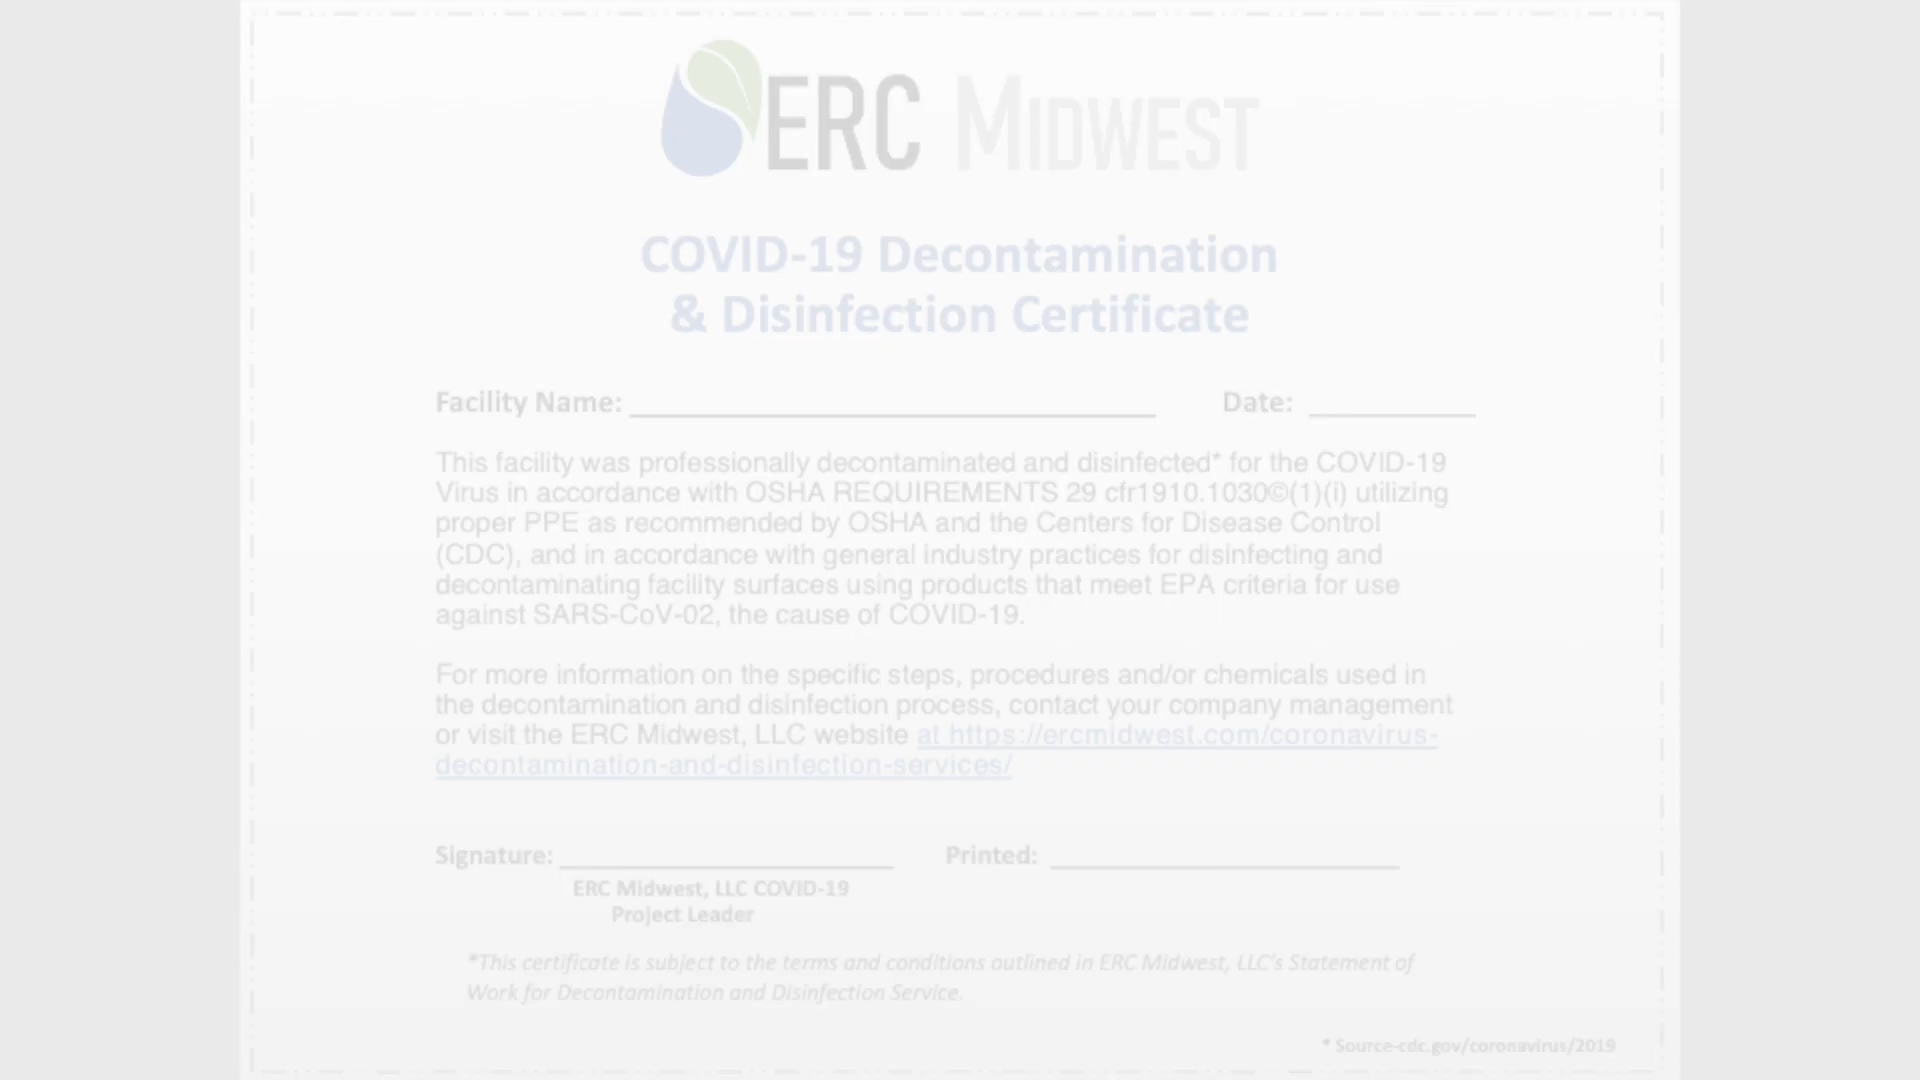 ERC MIDWEST
COVID-19 Decontamination
& Disinfection Certificate
Facility Name: Date:
This facility was professionally decontaminated and disinfected* for the COVID-19
Virus in accordance with OSHA REQUIREMENTS 29 cfr1910.1030©(1)(i) utilizing
proper PPE as recommended by OSHA and the Centers for Disease Control
(CDC), and in accordance with general industry practices for disinfecting and
decontaminating facility surfaces using products that meet EPA criteria for use
against SARS-CoV-02, the cause of COVID-19.
For more information on the specific steps, procedures and/or chemicals used in
the decontamination and disinfection process, contact your company management
or visit the ERC Midwest, LLC website at https://ercmidwest.com/coronavirus-
decontamination-and-disinfection-services/
Signature: Printed:
ERC Midwest, LLC COVID-19
Project Leader
*This certificate is subject to the terms and conditions outlined in ERC Midwest, LLC's Statement of
Work for Decontamination and Disinfection Service.
* Source-cdc.gov/coronavirus/2019